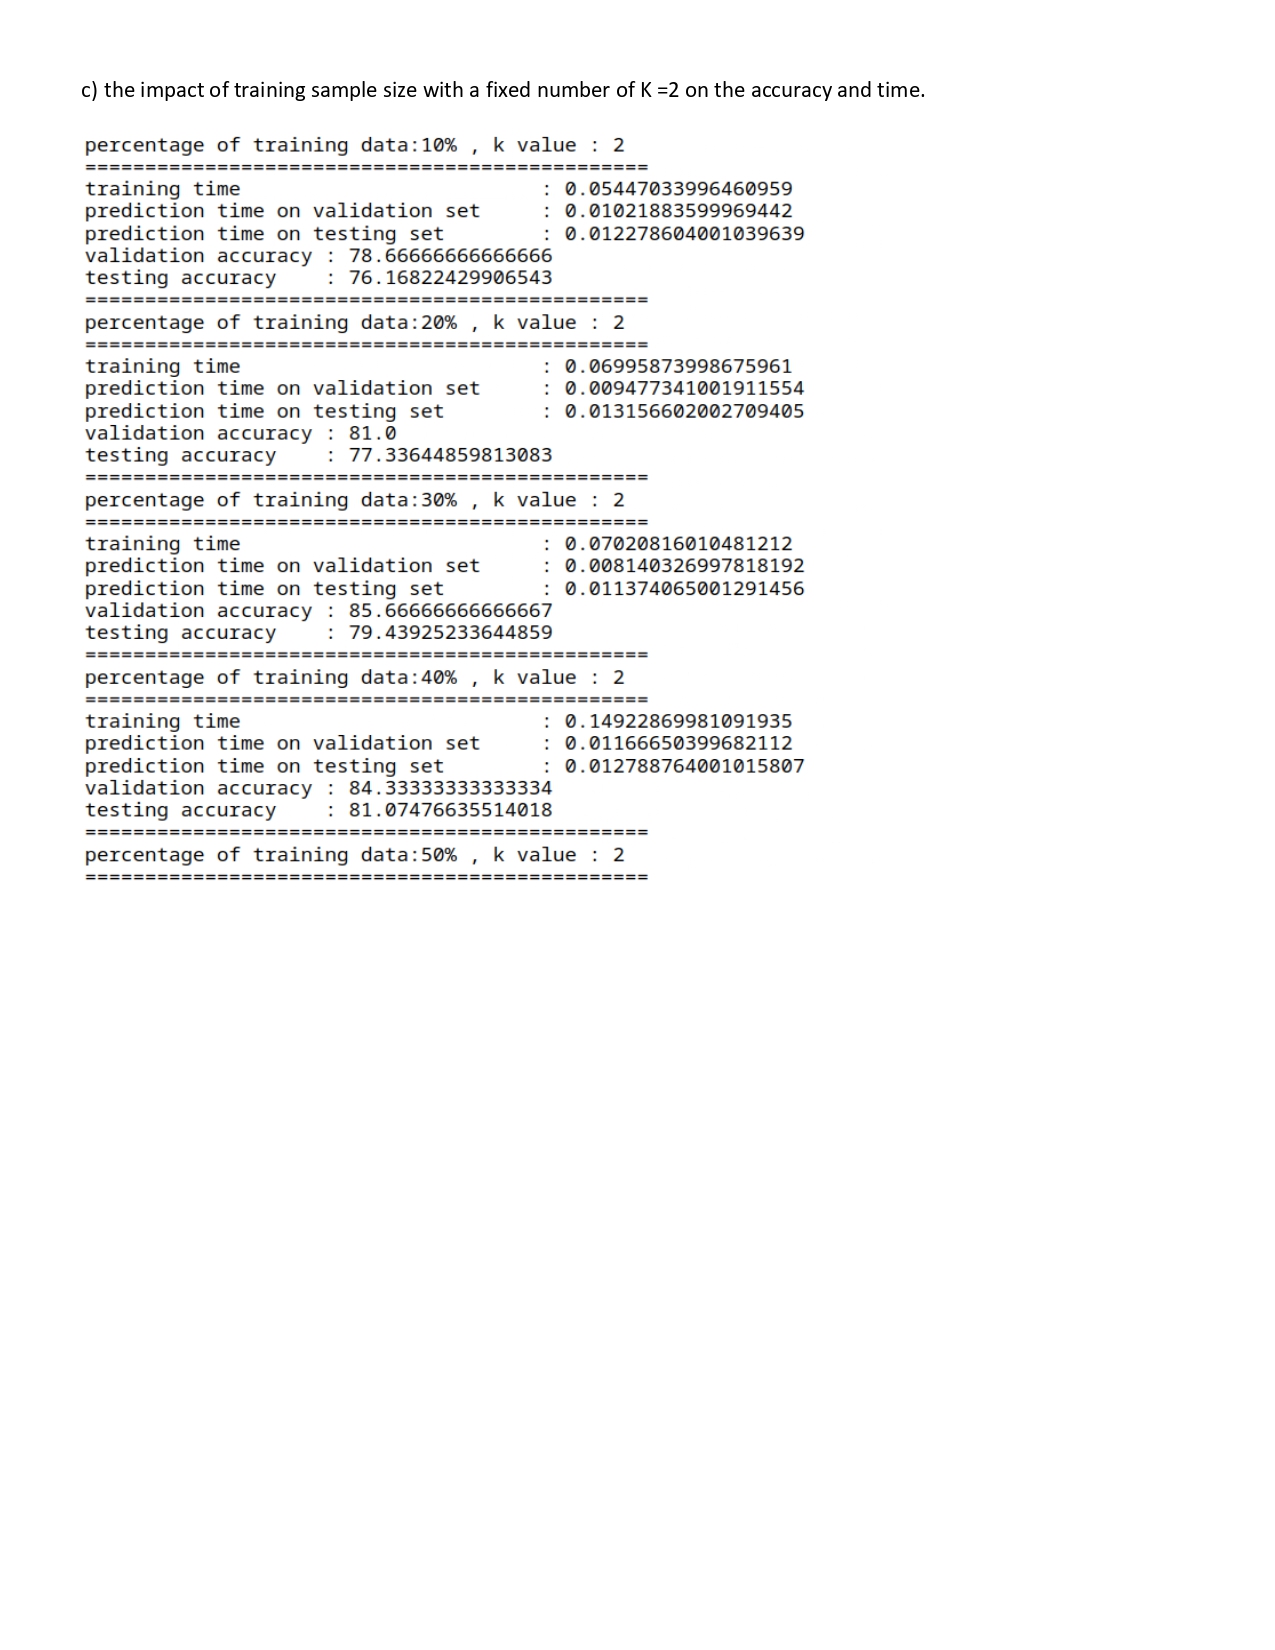 c) the impact of training sample size with a fixed number of K =2 on the accuracy and time.
percentage of training data:10% , k value : 2
===============================================
training time                         : 0.05447033996460959
prediction time on validation set     : 0.01021883599969442
prediction time on testing set        : 0.012278604001039639
validation accuracy : 78.66666666666666
testing accuracy    : 76.16822429906543
===============================================
percentage of training data:20% , k value : 2
===============================================
training time                         : 0.06995873998675961
prediction time on validation set     : 0.009477341001911554
prediction time on testing set        : 0.013156602002709405
validation accuracy : 81.0
testing accuracy    : 77.33644859813083
===============================================
percentage of training data:30% , k value : 2
===============================================
training time                         : 0.07020816010481212
prediction time on validation set     : 0.008140326997818192
prediction time on testing set        : 0.011374065001291456
validation accuracy : 85.66666666666667
testing accuracy    : 79.43925233644859
===============================================
percentage of training data:40% , k value : 2
===============================================
training time                         : 0.14922869981091935
prediction time on validation set     : 0.01166650399682112
prediction time on testing set        : 0.012788764001015807
validation accuracy : 84.33333333333334
testing accuracy    : 81.07476635514018
===============================================
percentage of training data:50% , k value : 2
===============================================